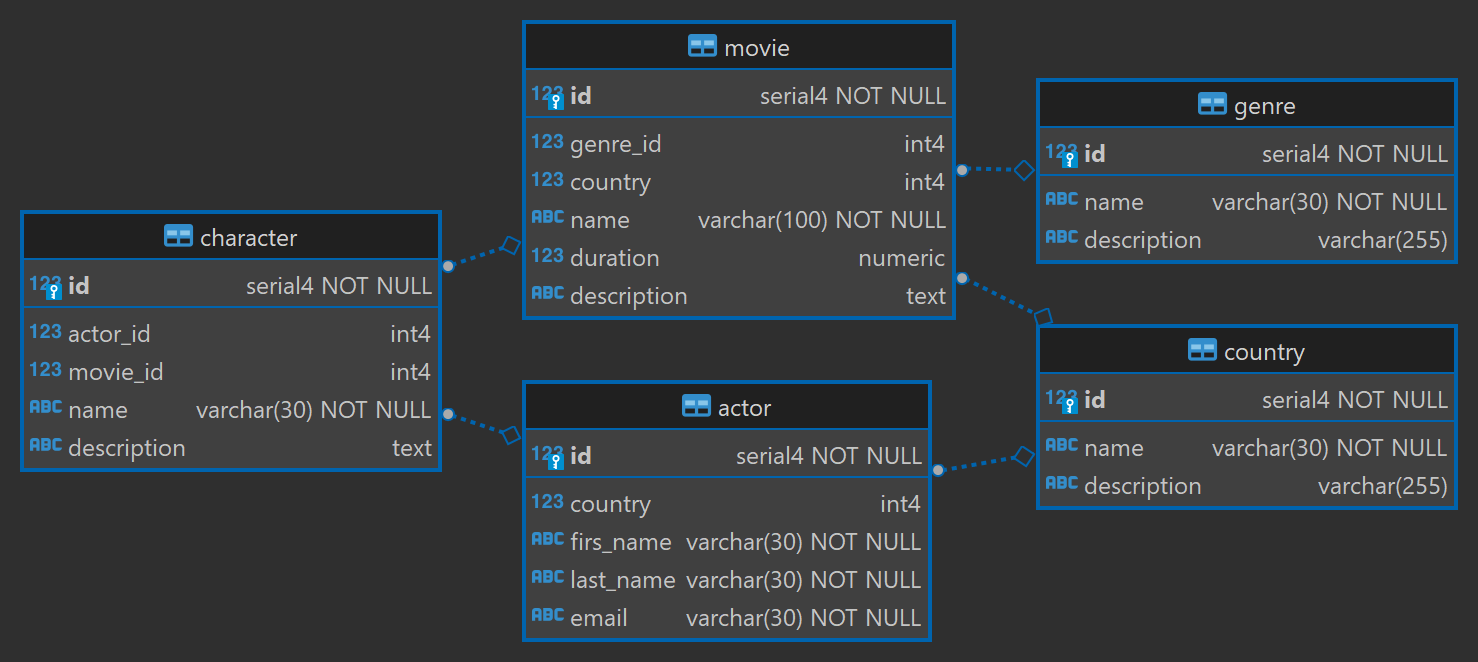 movie
123 id serial4 NOT NULL
123 genre_id int4
123 country int4
ABC name varchar(100) NOT NULL
123 duration numeric
ABC description text
genre
123 id serial4 NOT NULL
ABC name varchar(30) NOT NULL
ABC description varchar(255)
character
123 id serial4 NOT NULL
123 actor_id int4
123 movie_id int4
ABC name varchar(30) NOT NULL
ABC description text
actor
123 id serial4 NOT NULL
123 country int4
ABC firs_name varchar(30) NOT NULL
ABC last_name varchar(30) NOT NULL
ABC email varchar(30) NOT NULL
country
123 id serial4 NOT NULL
ABC name varchar(30) NOT NULL
ABC description varchar(255)